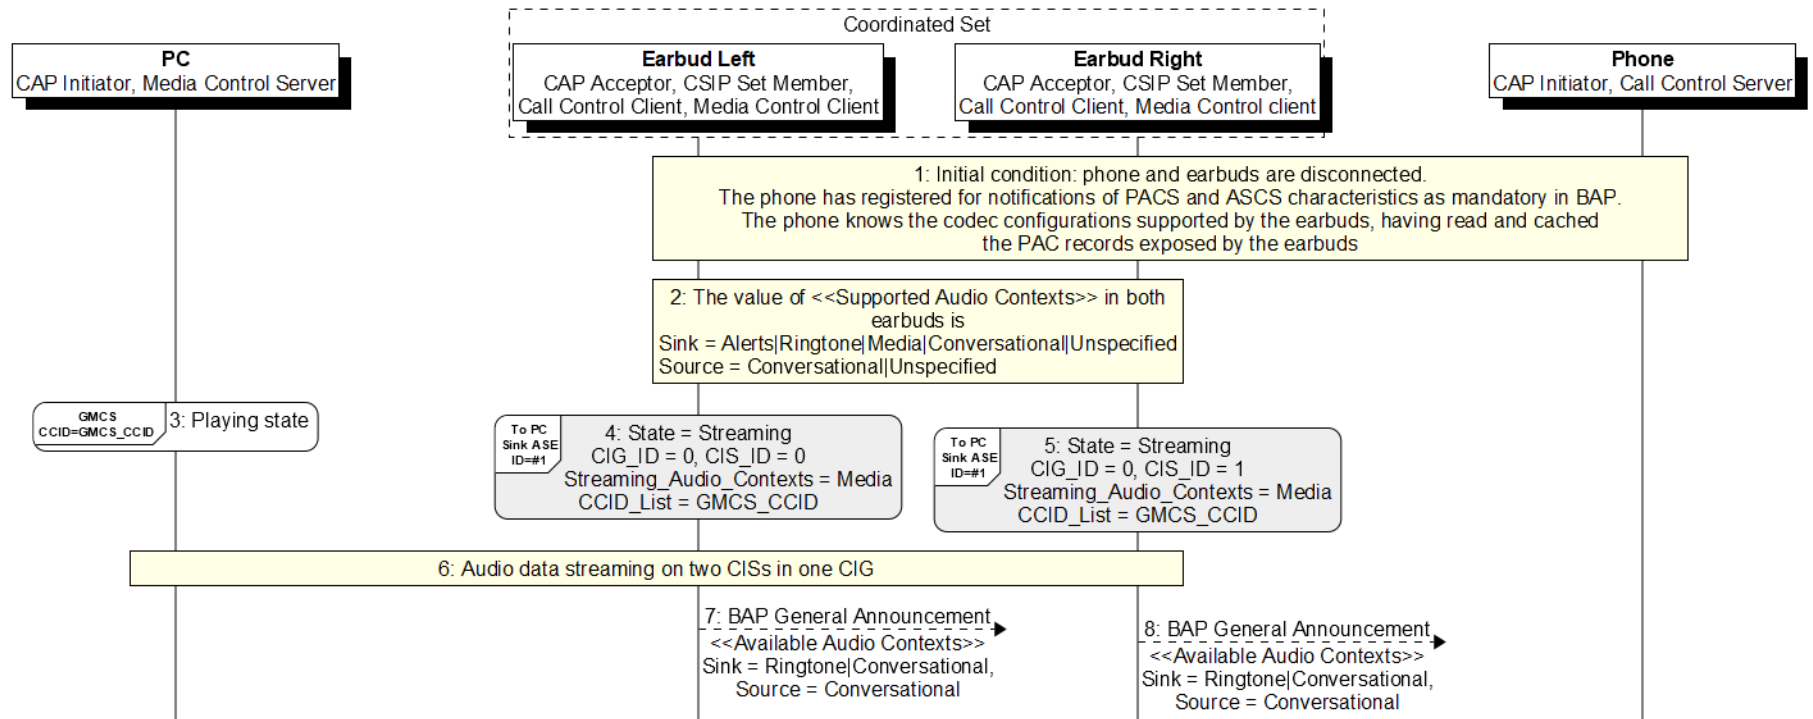 Coordinated Set
PC
CAP Initiator, Media Control Server
Earbud Left
CAP Acceptor, CSIP Set Member,
Call Control Client, Media Control Client
Earbud Right
CAP Acceptor, CSIP Set Member,
Call Control Client, Media Control client
Phone
CAP Initiator, Call Control Server
1: Initial condition: phone and earbuds are disconnected.
The phone has registered for notifications of PACS and ASCS characteristics as mandatory in BAP.
The phone knows the codec configurations supported by the earbuds, having read and cached
the PAC records exposed by the earbuds
2: The value of <<Supported Audio Contexts>> in both
earbuds is
Sink = Alerts|Ringtone|Media|Conversational|Unspecified
Source = Conversational|Unspecified
GMCS
CCID=GMCS_CCID
3: Playing state
To PC
Sink ASE
ID=#1
4: State = Streaming
CIG_ID = 0, CIS_ID = 0
Streaming_Audio_Contexts = Media
CCID_List = GMCS_CCID
To PC
Sink ASE
ID=#1
5: State = Streaming
CIG_ID = 0, CIS_ID = 1
Streaming_Audio_Contexts = Media
CCID_List = GMCS_CCID
6: Audio data streaming on two CISs in one CIG
7: BAP General Announcement
<<Available Audio Contexts>>
Sink = Ringtone|Conversational,
Source = Conversational
8: BAP General Announcement
<<Available Audio Contexts>>
Sink = Ringtone|Conversational,
Source = Conversational